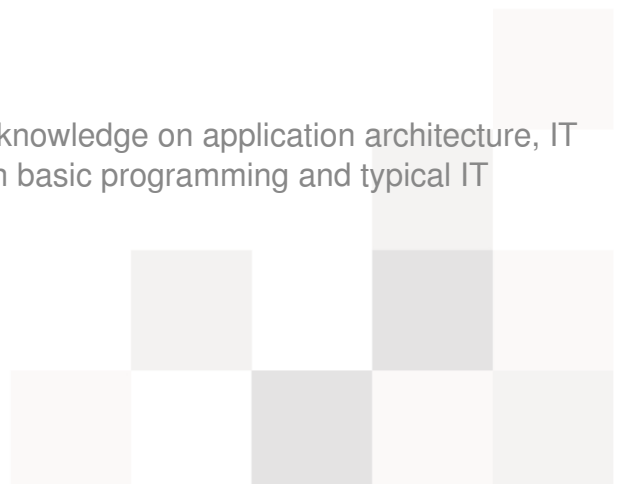 knowledge on application architecture, IT
basic programming and typical IT